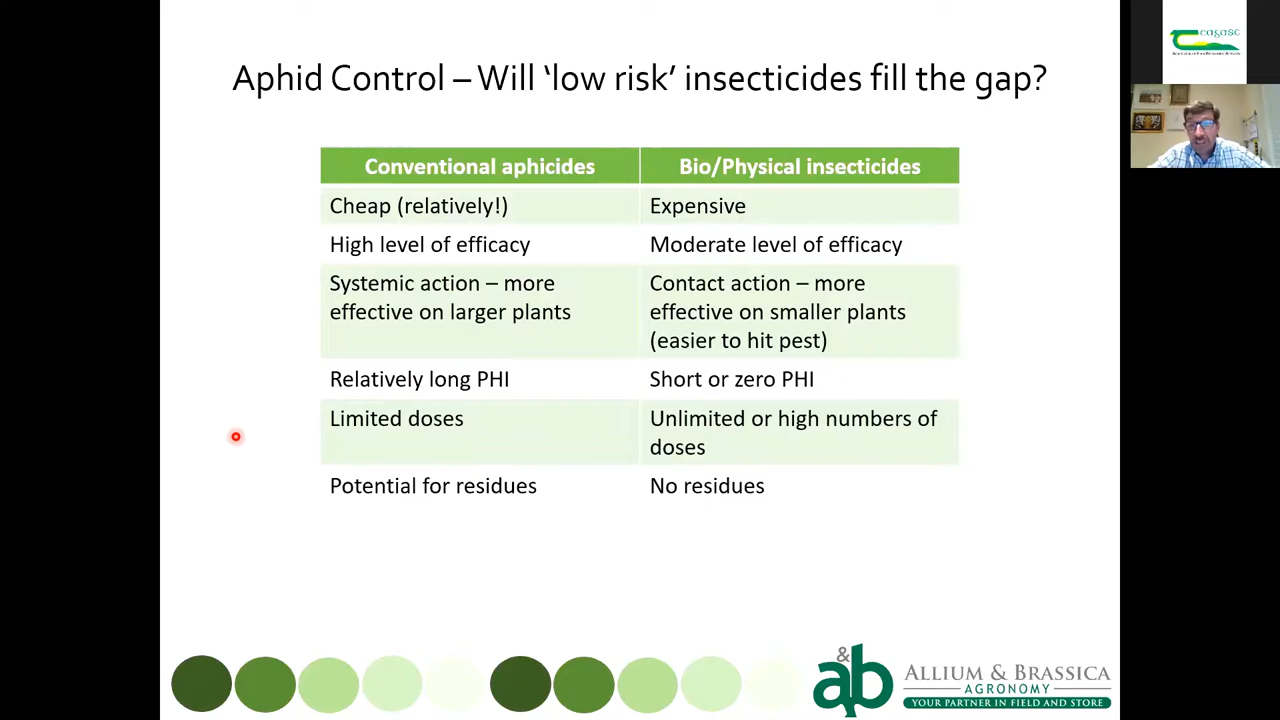 Aphid Control – Will ‘low risk’ insecticides fill the gap?
Conventional aphicides
Bio/Physical insecticides
Cheap (relatively!)
Expensive
High level of efficacy
Moderate level of efficacy
Systemic action – more
effective on larger plants
Contact action – more
effective on smaller plants
(easier to hit pest)
Relatively long PHI
Short or zero PHI
Limited doses
Unlimited or high numbers of
doses
Potential for residues
No residues
&
ab
ALLIUM & BRASSICA
AGRONOMY
YOUR PARTNER IN FIELD AND STORE
eagasc